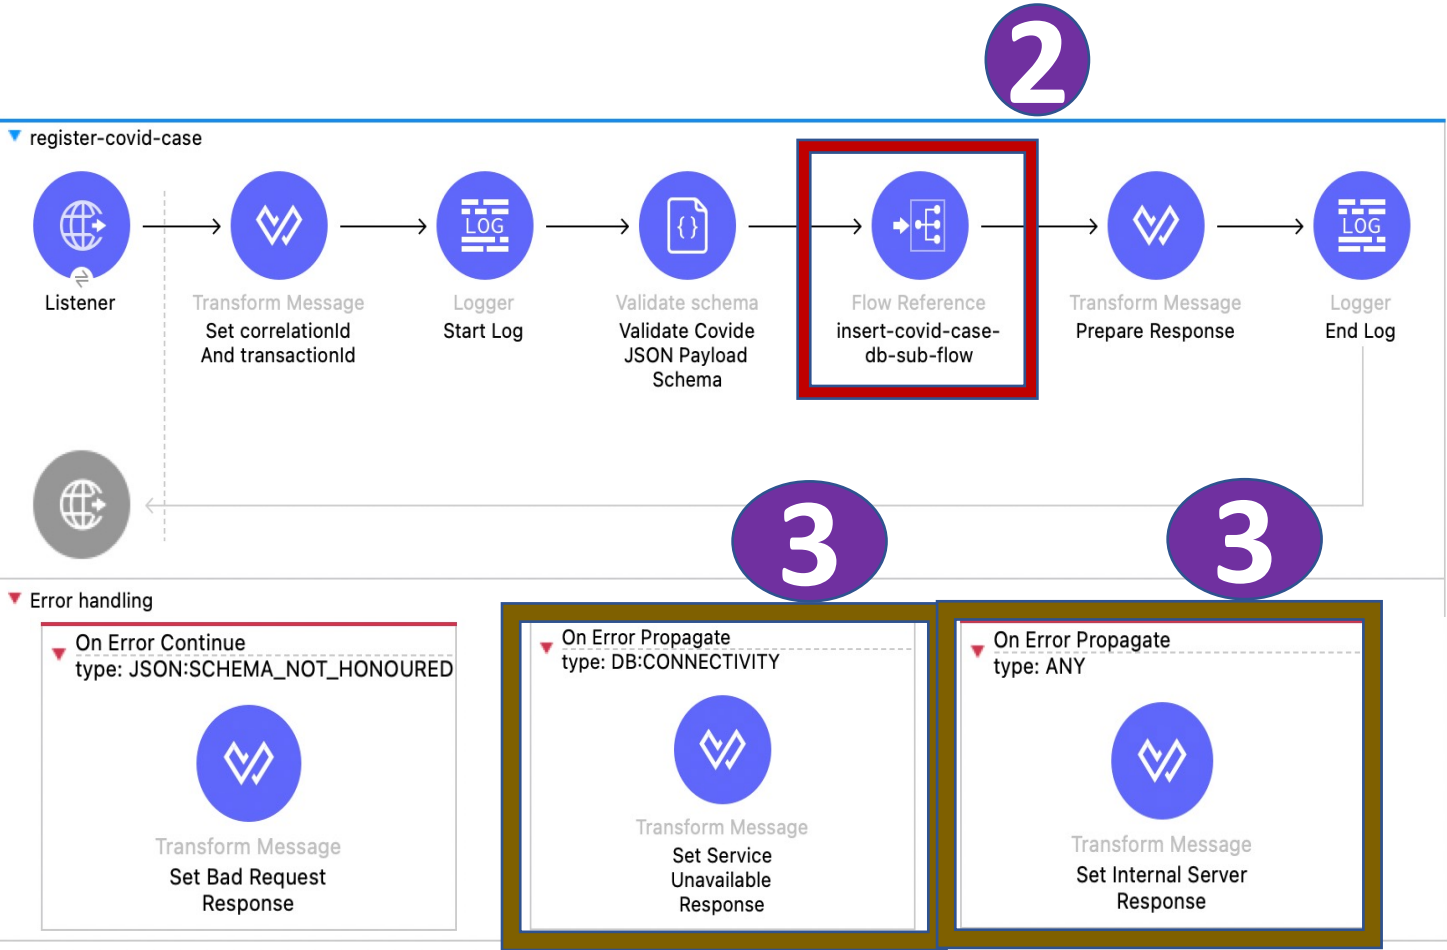 2
register-covid-case
LOG
{}
LOG
Listener
Transform Message
Set correlationId
And transactionId
Logger
Start Log
Validate schema
Validate Covide
JSON Payload
Schema
Flow Reference
insert-covid-case-
db-sub-flow
Transform Message
Prepare Response
Logger
End Log
3
3
Error handling
On Error Continue
type: JSON:SCHEMA_NOT_HONOURED
Transform Message
Set Bad Request
Response
On Error Propagate
type: DB:CONNECTIVITY
Transform Message
Set Service
Unavailable
Response
On Error Propagate
type: ANY
Transform Message
Set Internal Server
Response